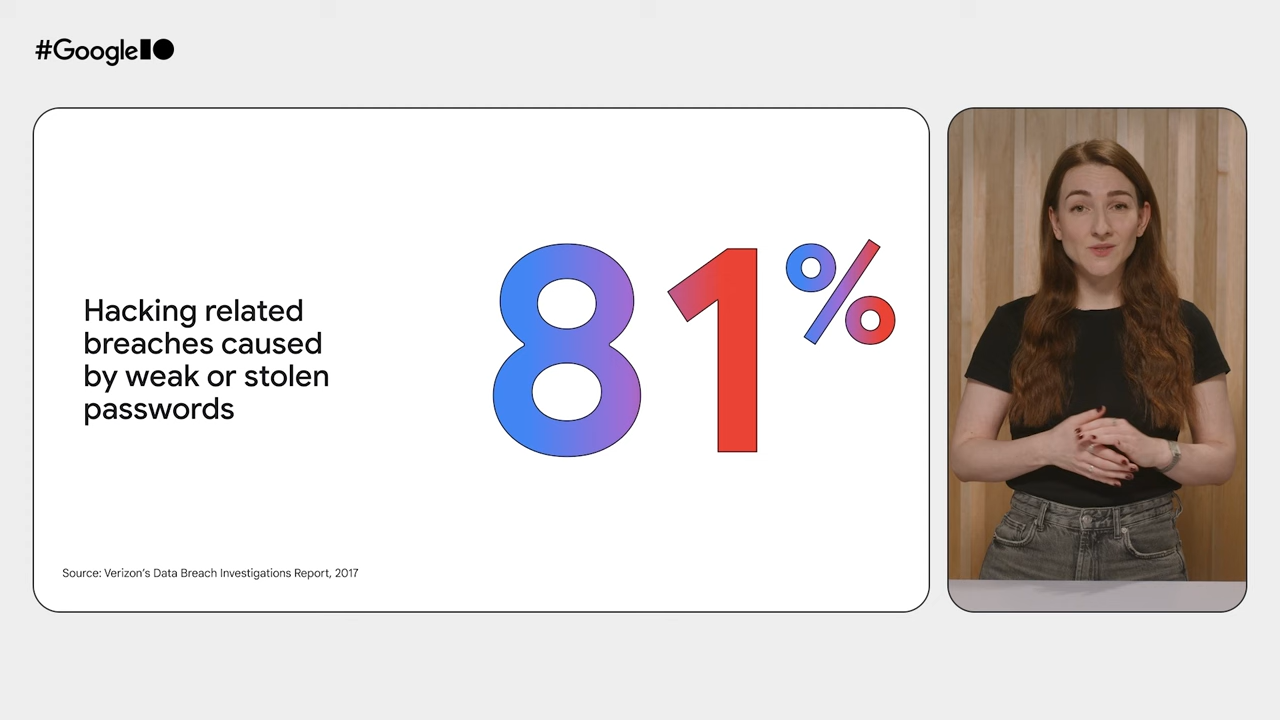 #GoogleIO
Hacking related
breaches caused
by weak or stolen
passwords
81%
Source: Verizon's Data Breach Investigations Report, 2017